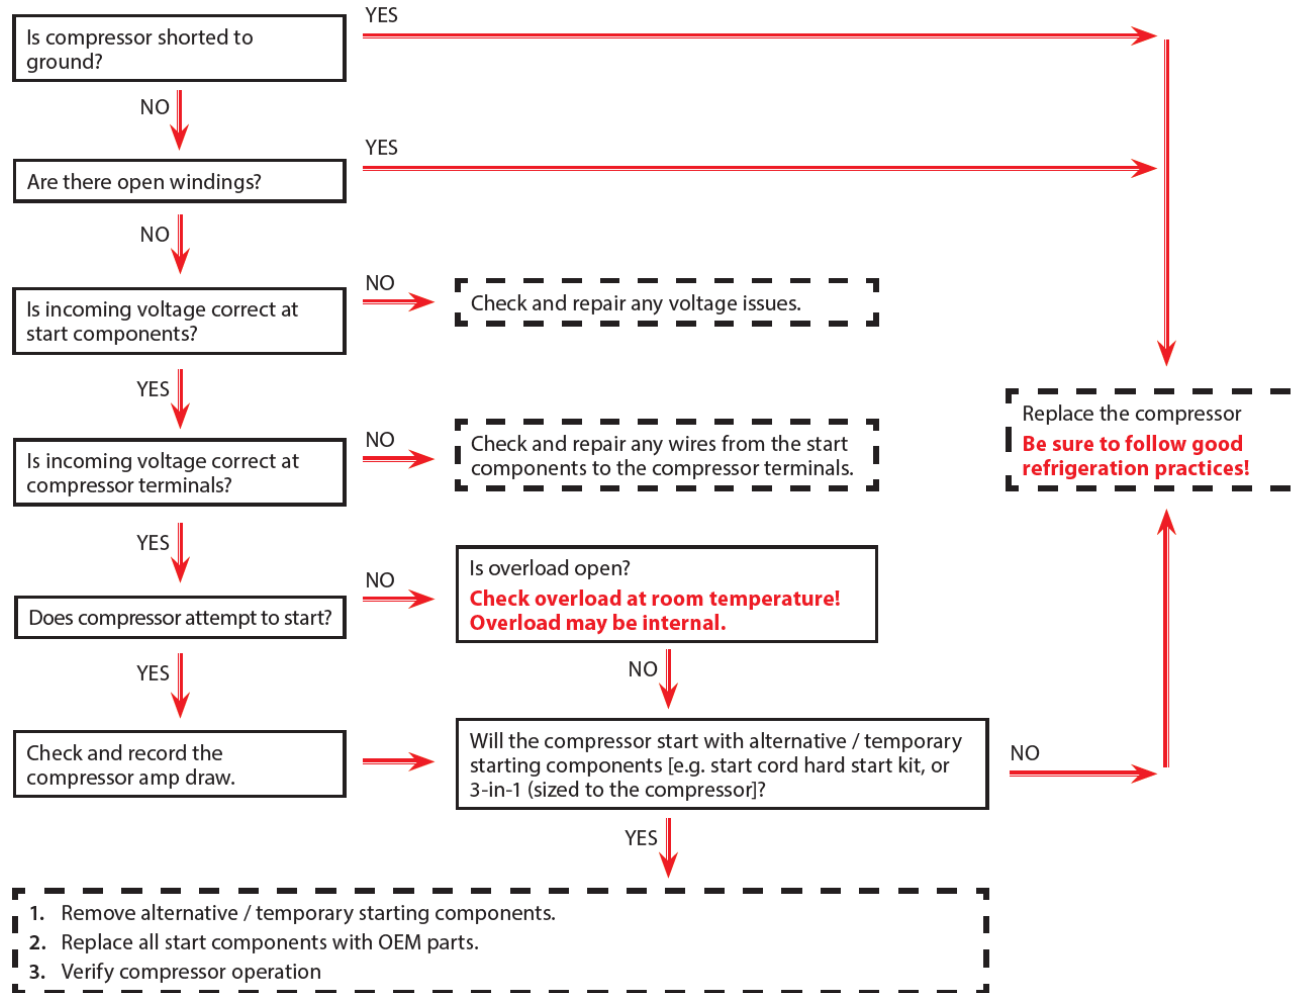 YES
Is compressor shorted to
ground?
NO
YES
Are there open windings?
NO
NO
Is incoming voltage correct at
start components?
Check and repair any voltage issues.
YES
NO
Is incoming voltage correct at
compressor terminals?
Check and repair any wires from the start
components to the compressor terminals.
Replace the compressor
Be sure to follow good
refrigeration practices!
YES
NO
Does compressor attempt to start?
Is overload open?
Check overload at room temperature!
Overload may be internal.
YES
NO
Check and record the
compressor amp draw.
Will the compressor start with alternative / temporary
starting components [e.g. start cord hard start kit, or
3-in-1 (sized to the compressor]?
NO
YES
1. Remove alternative / temporary starting components.
2. Replace all start components with OEM parts.
3. Verify compressor operation